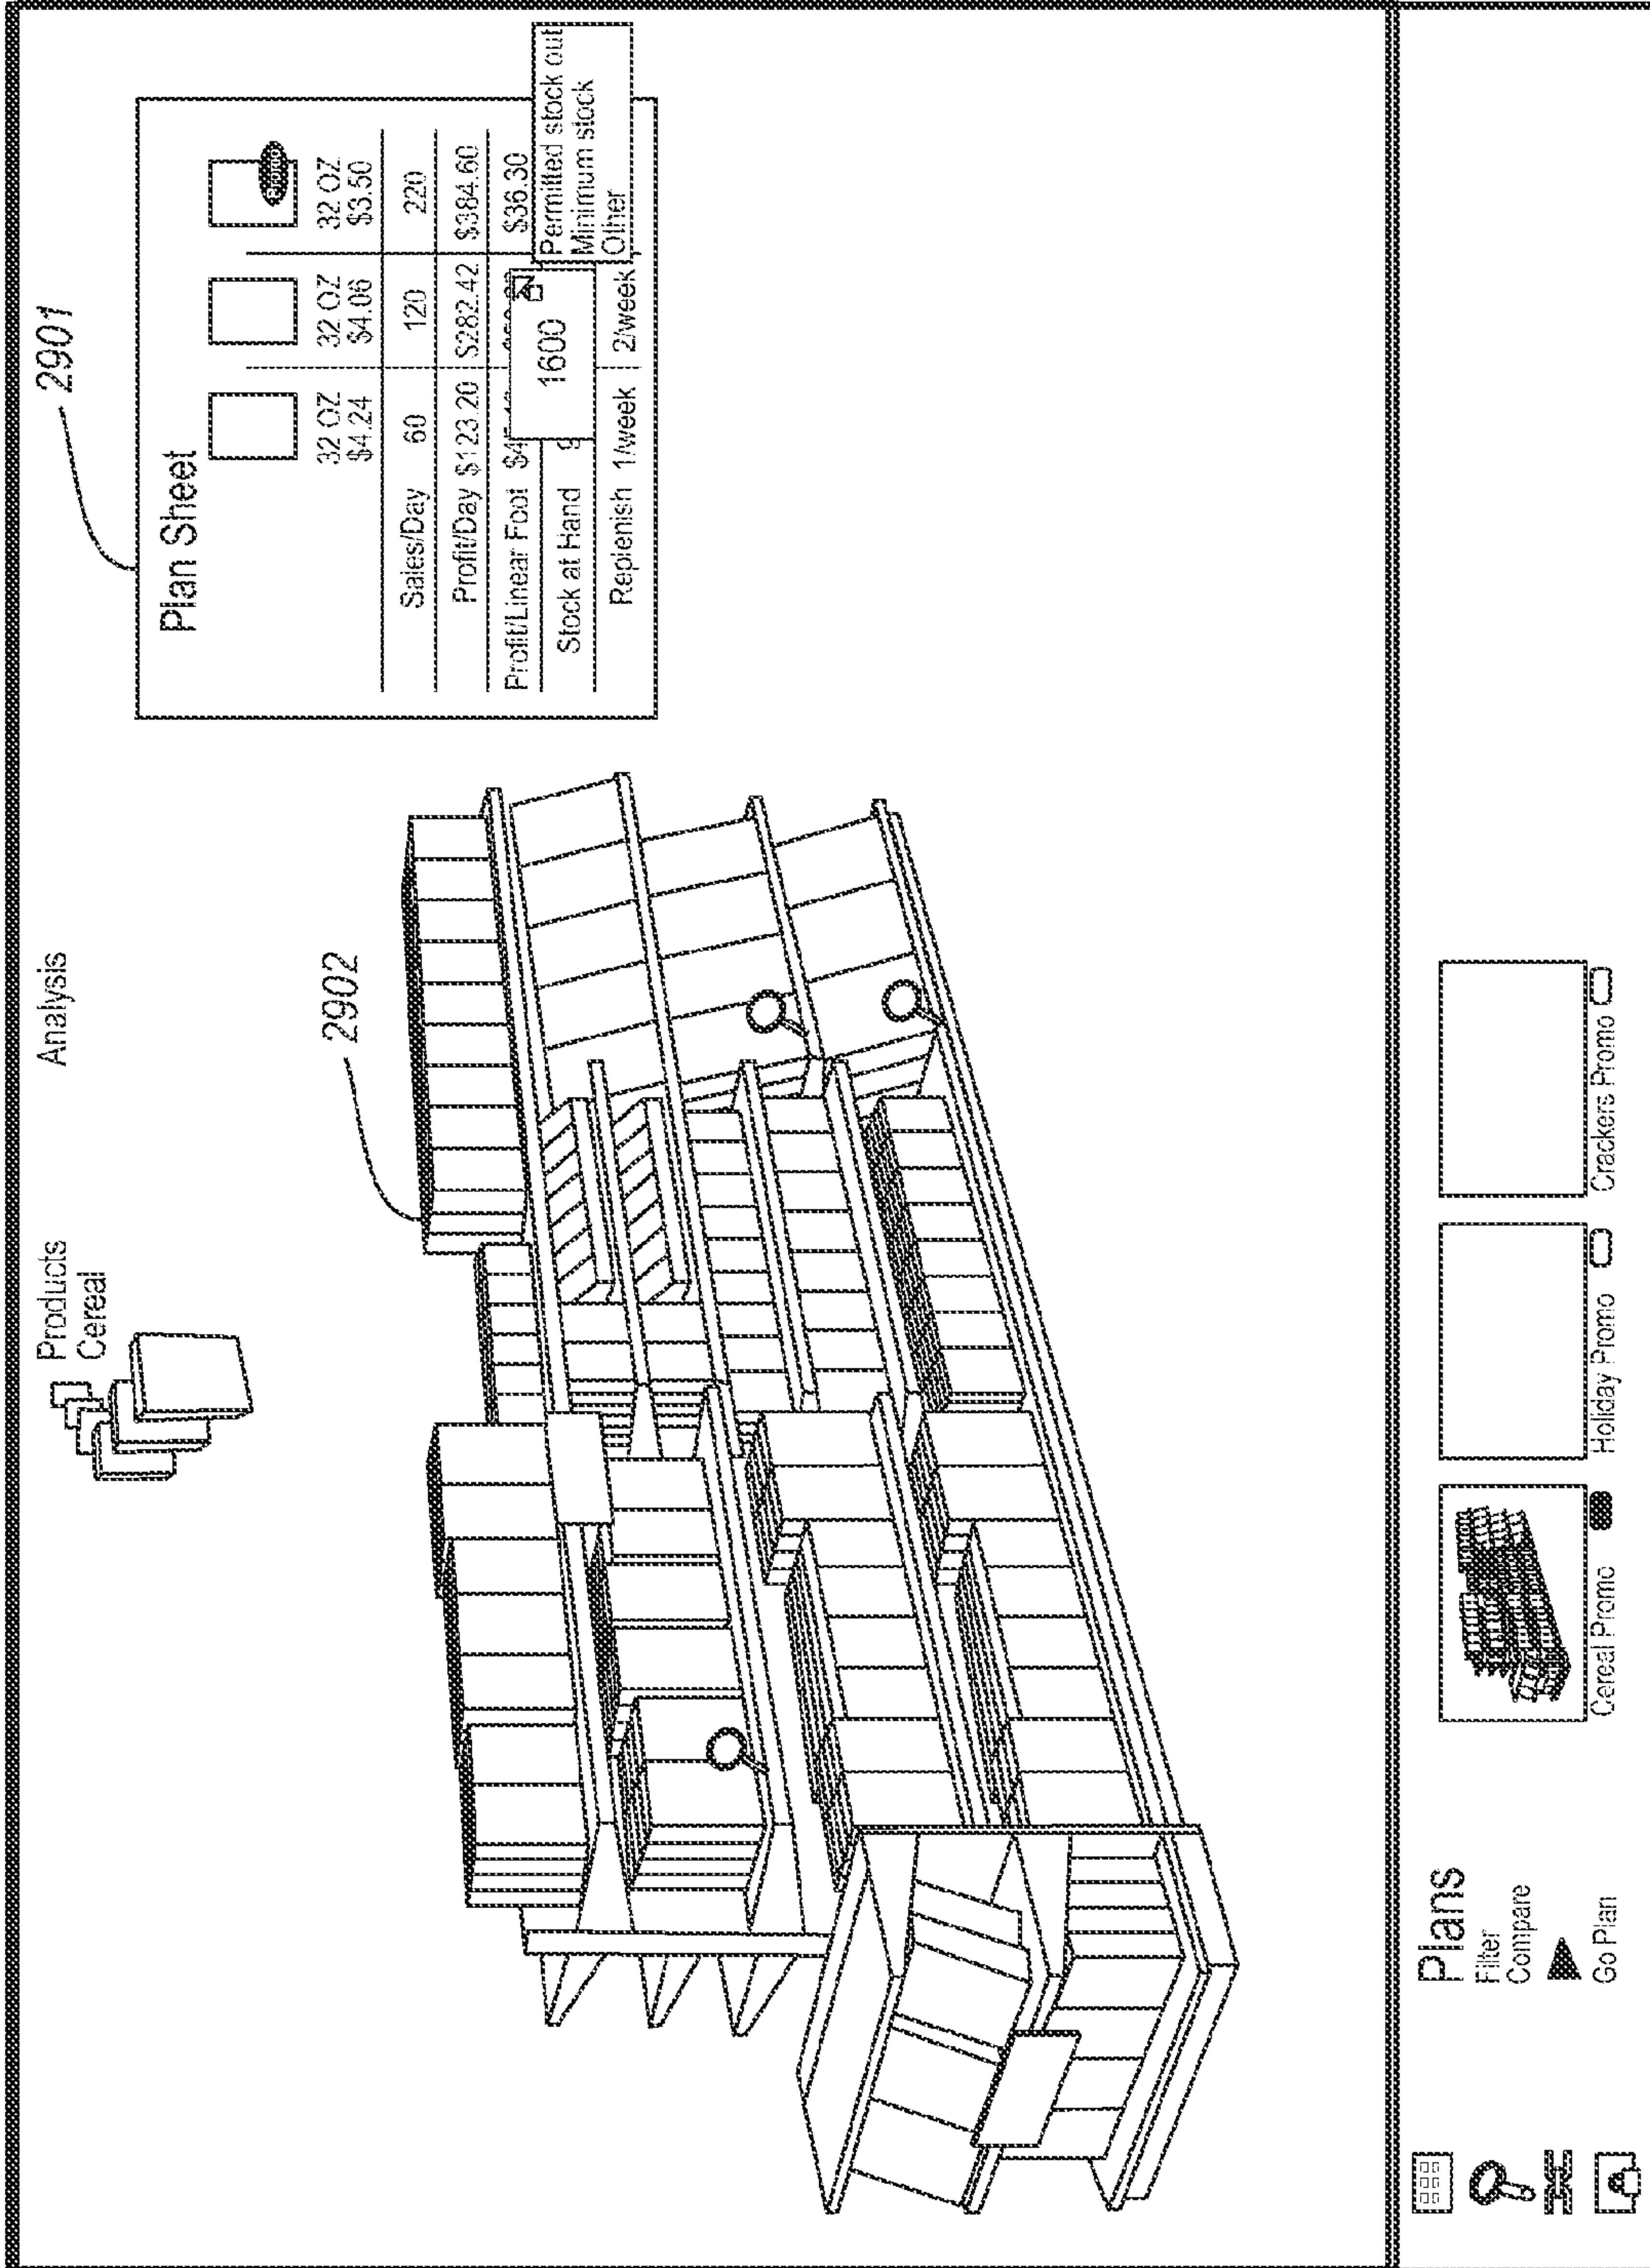 Products
Cereal
Analysis
2901
2902
Plan Sheet
Promo
32 OZ 32 OZ 32 OZ
$4.24 $4.06 $3.50
Sales/Day 60 120 220
Profit/Day $123.20 $282.42 $384.60
Profit/Linear Foot $36.30
Stock at Hand 1600
Permitted stock out
Minimum stock
Other
Replenish 1/week 2/week
Plans
Filter
Compare
Go Plan
Cereal Promo
Holiday Promo
Crackers Promo